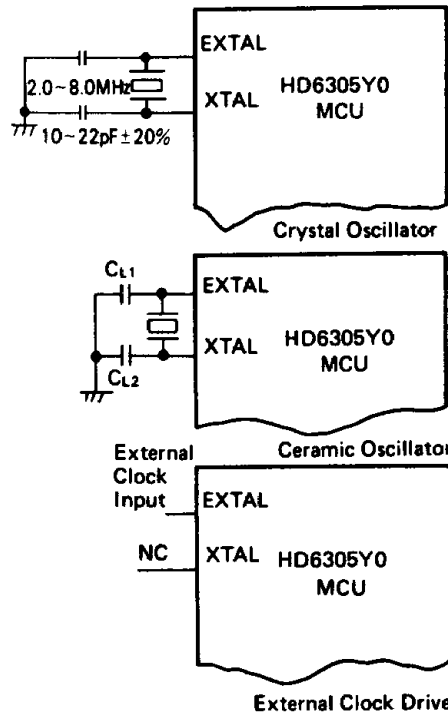 EXTAL
2.0~8.0MHz
XTAL
HD6305Y0
MCU
10~22pF±20%
Crystal Oscillator
CL1
EXTAL
XTAL
HD6305Y0
MCU
CL2
Ceramic Oscillator
External
Clock
Input
EXTAL
NC
XTAL
HD6305Y0
MCU
External Clock Drive